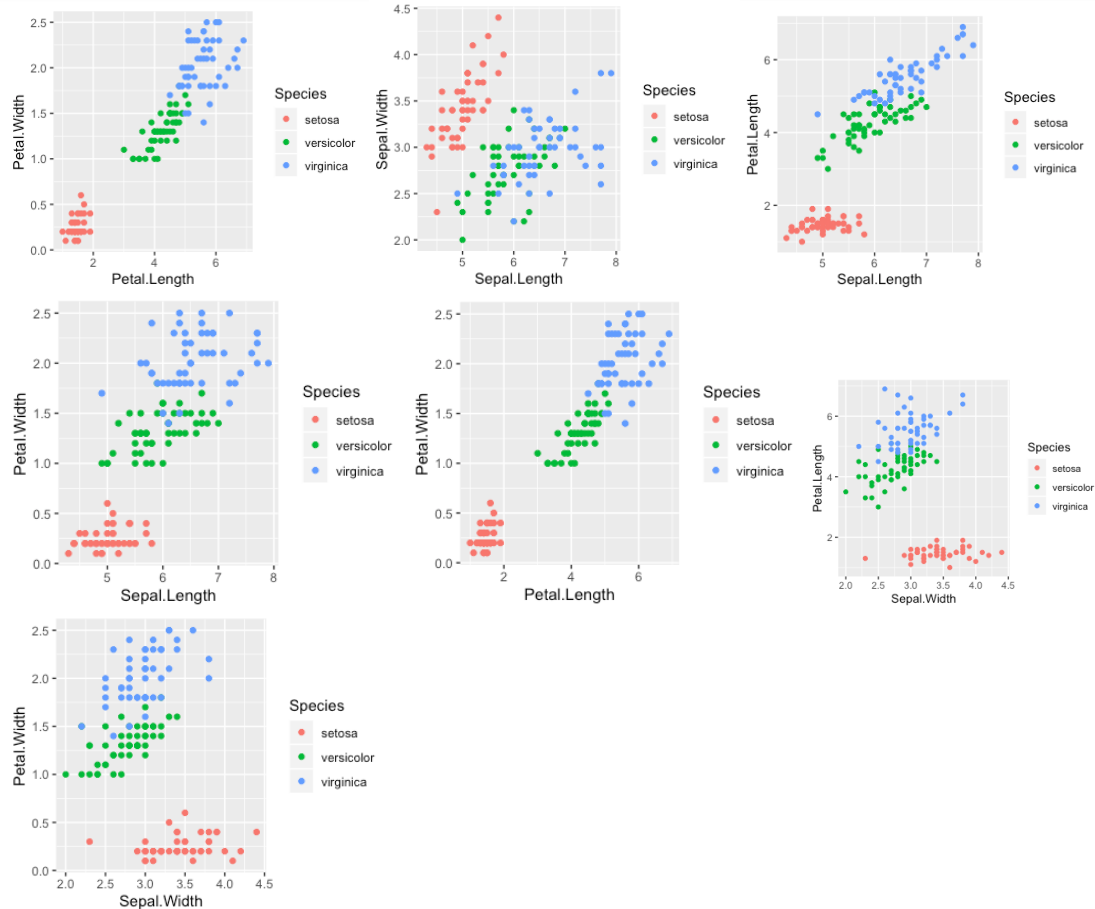 Petal.Width
2.5
2.0
1.5
1.0
0.5
0.0
2 4 6
Petal.Length
Species
setosa
versicolor
virginica
Sepal.Width
4.5
4.0
3.5
3.0
2.5
2.0
5 6 7 8
Sepal.Length
Species
setosa
versicolor
virginica
Petal.Length
6
4
2
5 6 7 8
Sepal.Length
Species
setosa
versicolor
virginica
Petal.Width
2.5
2.0
1.5
1.0
0.5
0.0
5 6 7 8
Sepal.Length
Species
setosa
versicolor
virginica
Petal.Width
2.5
2.0
1.5
1.0
0.5
0.0
2 4 6
Petal.Length
Species
setosa
versicolor
virginica
Petal.Length
6
4
2
2.0 2.5 3.0 3.5 4.0 4.5
Sepal.Width
Species
setosa
versicolor
virginica
Petal.Width
2.5
2.0
1.5
1.0
0.5
0.0
2.0 2.5 3.0 3.5 4.0 4.5
Sepal.Width
Species
setosa
versicolor
virginica